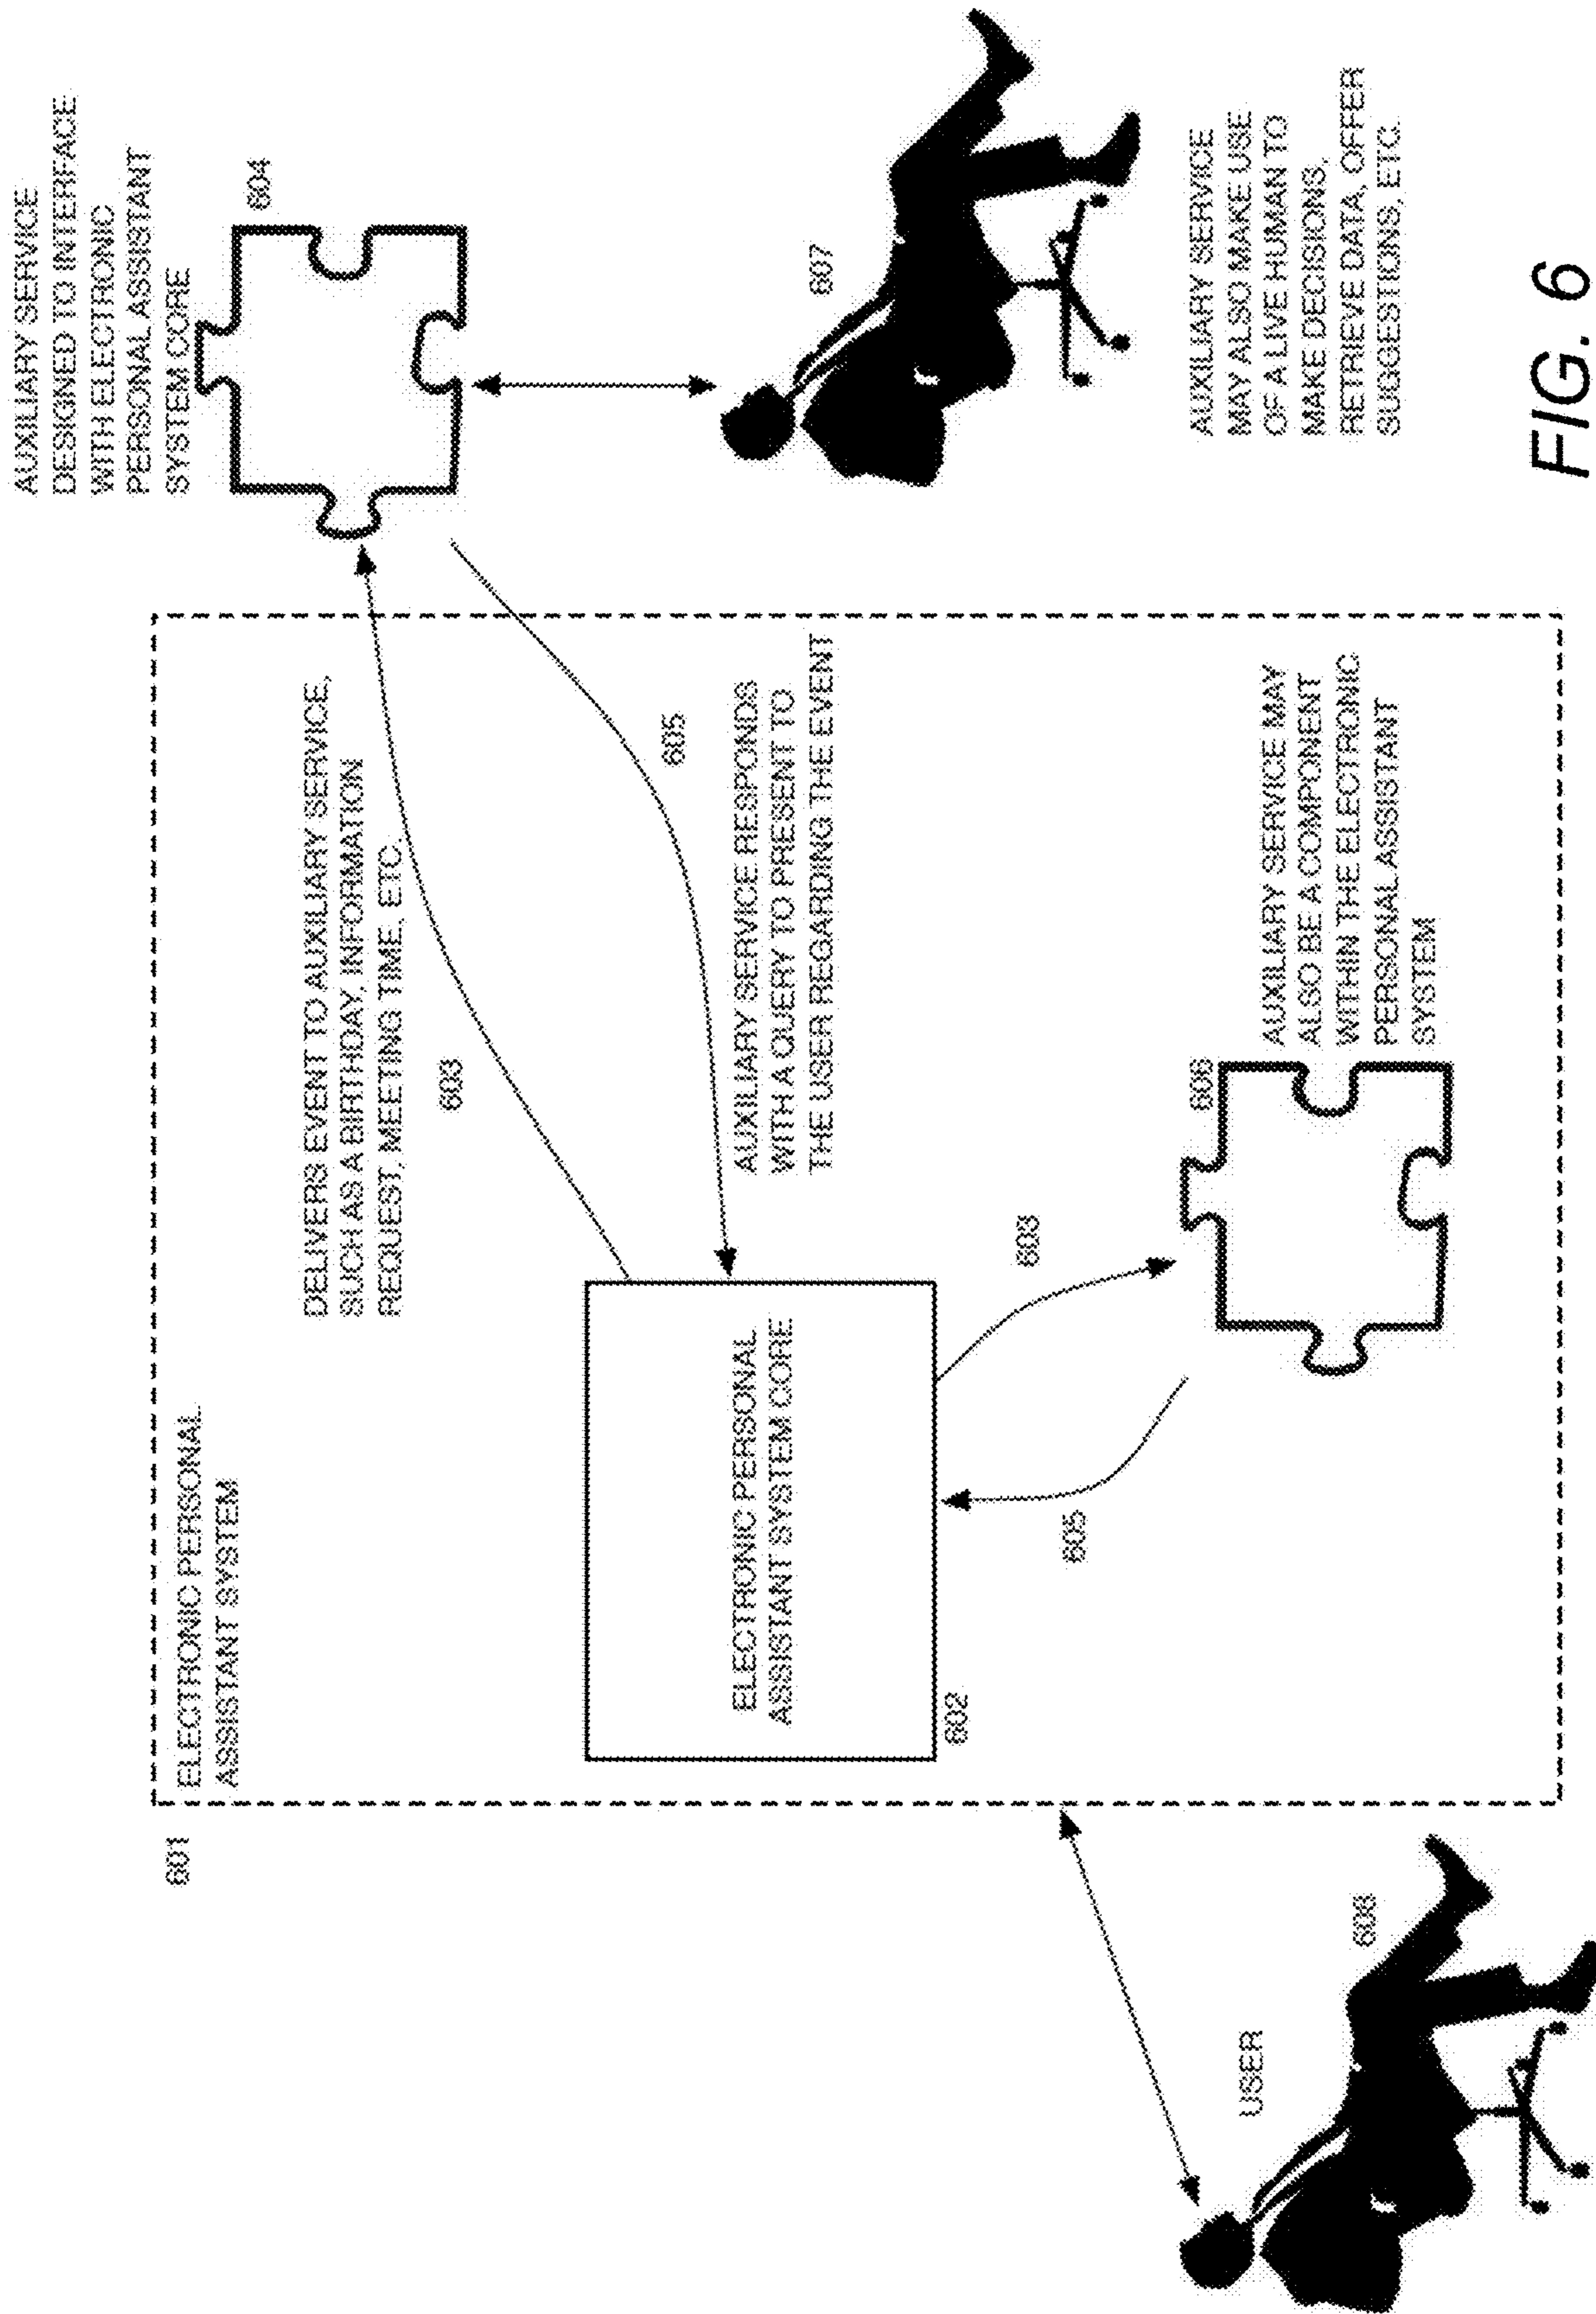 601
ELECTRONIC PERSONAL
ASSISTANT SYSTEM
DELIVERS EVENT TO AUXILIARY SERVICE,
SUCH AS A BIRTHDAY, INFORMATION
REQUEST, MEETING TIME, ETC.
603
AUXILIARY SERVICE
DESIGNED TO INTERFACE
WITH ELECTRONIC
PERSONAL ASSISTANT
SYSTEM CORE
604
605
AUXILIARY SERVICE RESPONDS
WITH A QUERY TO PRESENT TO
THE USER REGARDING THE EVENT
ELECTRONIC PERSONAL
ASSISTANT SYSTEM CORE
602
603
605
606
AUXILIARY SERVICE MAY
ALSO BE A COMPONENT
WITHIN THE ELECTRONIC
PERSONAL ASSISTANT
SYSTEM
607
AUXILIARY SERVICE
MAY ALSO MAKE USE
OF A LIVE HUMAN TO
MAKE DECISIONS,
RETRIEVE DATA, OFFER
SUGGESTIONS, ETC.
USER
608
FIG. 6